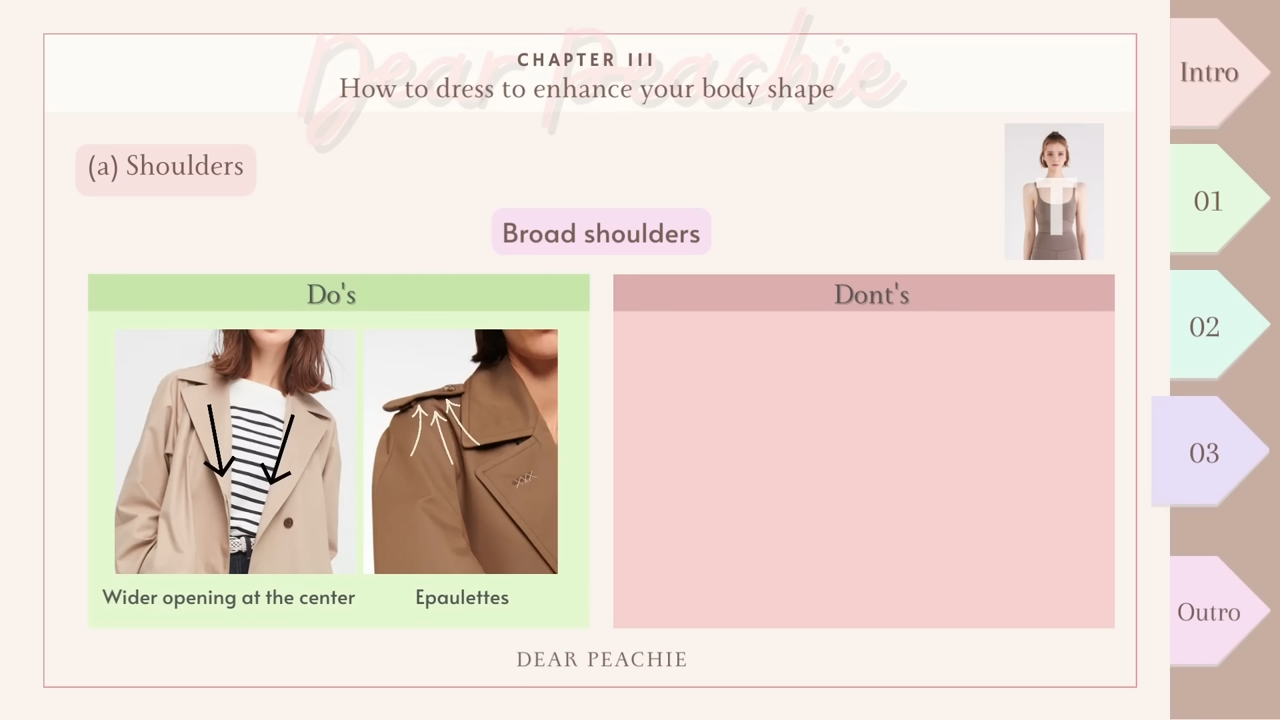 Dear Peachie
CHAPTER III
How to dress to enhance your body shape
(a) Shoulders
T
Broad shoulders
Do's
Dont's
Wider opening at the center
Epaulettes
DEAR PEACHIE
Intro
01
02
03
Outro